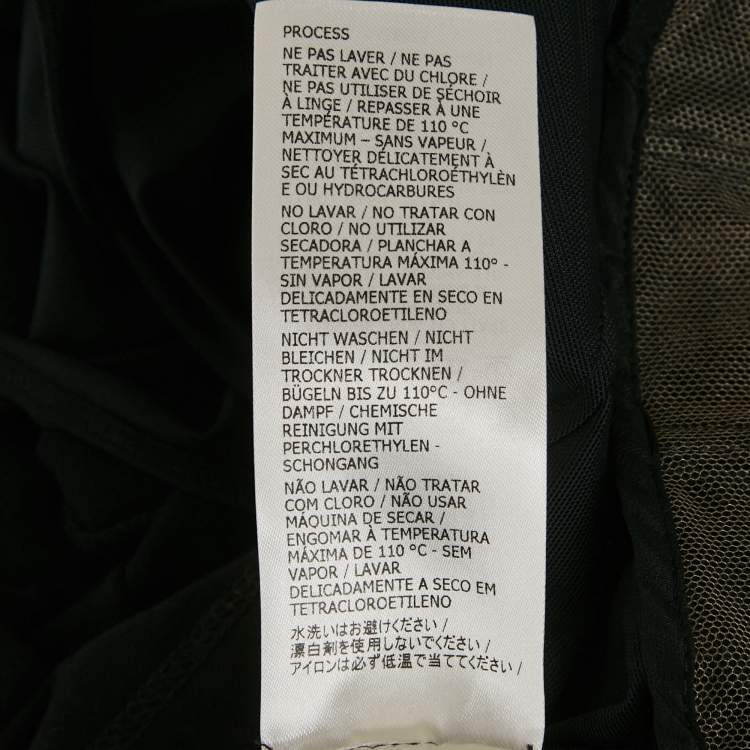 PROCESS
NE PAS LAVER / NE PAS
TRAITER AVEC DU CHLORE /
NE PAS UTILISER DE SÉCHOIR
À LINGE / REPASSER À UNE
TEMPÉRATURE DE 110 °C
MAXIMUM – SANS VAPEUR /
NETTOYER DÉLICATEMENT À
SEC AU TÉTRACHLOROÉTHYLÈN
E OU HYDROCARBURES
NO LAVAR / NO TRATAR CON
CLORO / NO UTILIZAR
SECADORA / PLANCHAR A
TEMPERATURA MÁXIMA 110° -
SIN VAPOR / LAVAR
DELICADAMENTE EN SECO EN
TETRACLOROETILENO
NICHT WASCHEN / NICHT
BLEICHEN / NICHT IM
TROCKNER TROCKNEN /
BÜGELN BIS ZU 110°C - OHNE
DAMPF / CHEMISCHE
REINIGUNG MIT
PERCHLORETHYLEN -
SCHONGANG
NÃO LAVAR / NÃO TRATAR
COM CLORO / NÃO USAR
MÁQUINA DE SECAR /
ENGOMAR À TEMPERATURA
MÁXIMA DE 110 °C - SEM
VAPOR / LAVAR
DELICADAMENTE A SECO EM
TETRACLOROETILENO
水洗いはお避けください /
漂白剤を使用しないでください /
アイロンは必ず低温で当ててください /